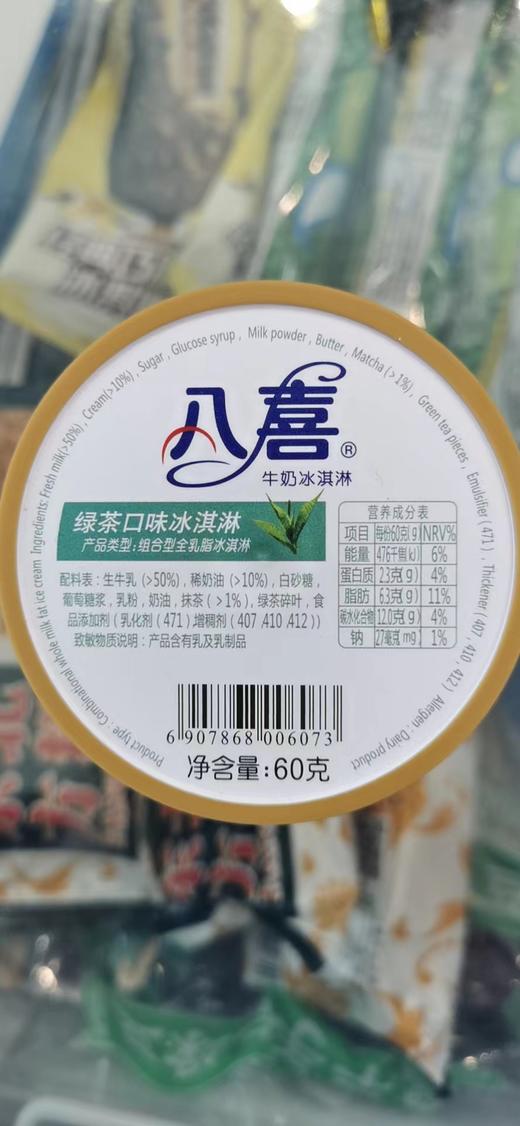 Ingredients: Fresh milk(>50%), Cream(>10%), Sugar, Glucose syrup, Milk powder, Butter, Matcha (>1%), Green tea pieces, Emulsifier (471), Thickener (407, 410, 412) Allergen: Dairy product
Product type: Combinational whole milk fat ice cream
八喜®
牛奶冰淇淋
绿茶口味冰淇淋
产品类型:组合型全乳脂冰淇淋
配料表:生牛乳(>50%),稀奶油(>10%),白砂糖,
葡萄糖浆,乳粉,奶油,抹茶(>1%),绿茶碎叶,食
品添加剂(乳化剂(471)增稠剂(407,410,412))
致敏物质说明:产品含有乳及乳制品
营养成分表
项目 每份60克(g) NRV%
能量 476千焦(kJ) 6%
蛋白质 2.3克(g) 4%
脂肪 6.3克(g) 11%
碳水化合物 12.0克(g) 4%
钠 27毫克(mg) 1%
6 907868 006073
净含量:60克